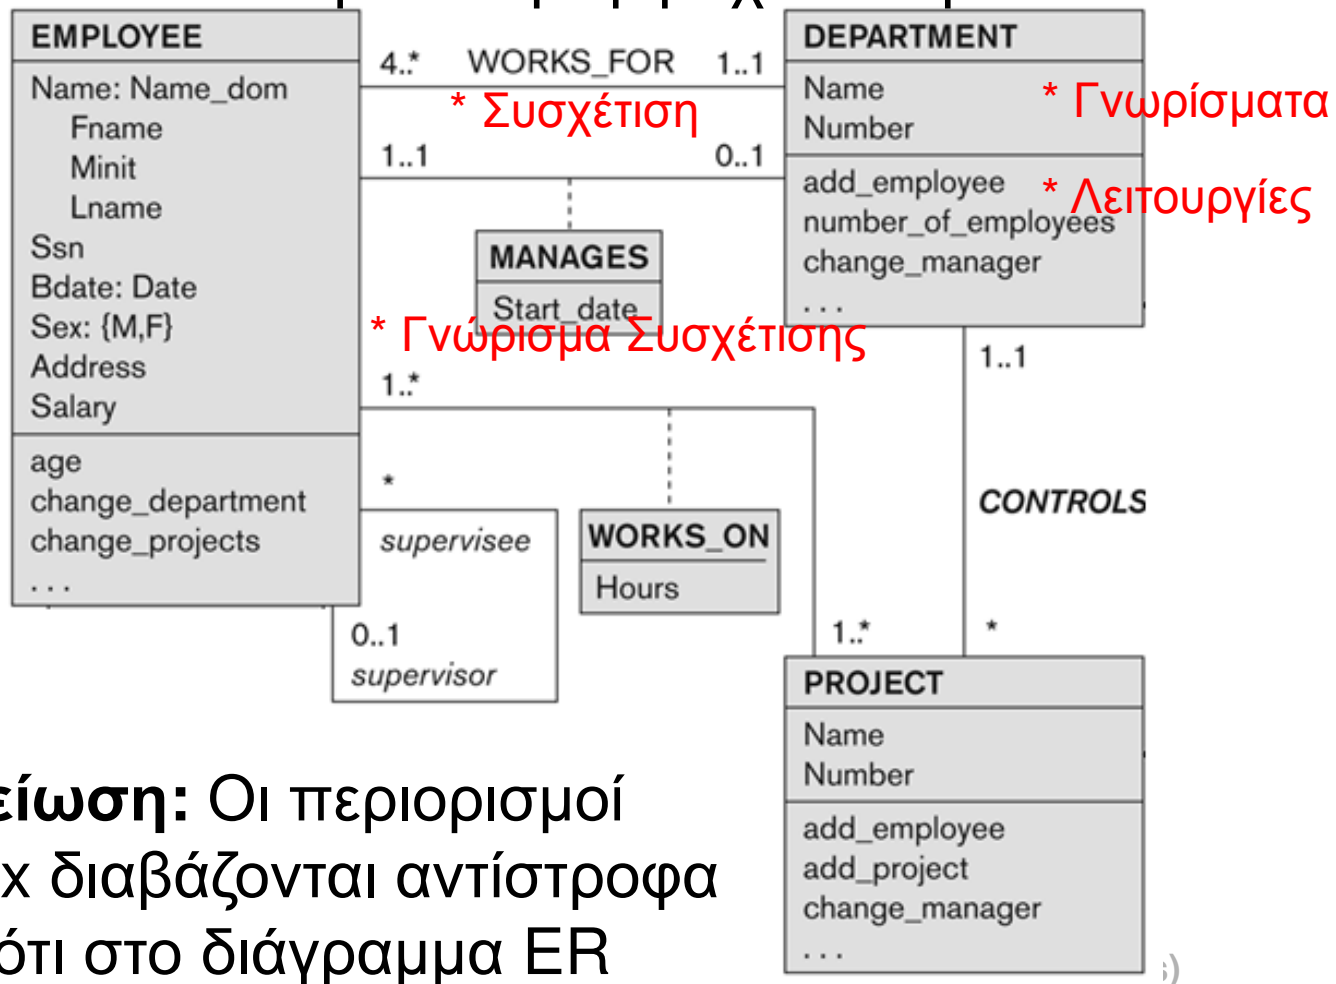 EMPLOYEE
Name: Name_dom
Fname
Minit
Lname
Ssn
Bdate: Date
Sex: {M,F}
Address
Salary
age
change_department
change_projects
. . .
4..* WORKS_FOR 1..1
* Συσχέτιση
1..1 0..1
MANAGES
Start_date
* Γνώρισμα Συσχέτισης
DEPARTMENT
Name
Number
* Γνωρίσματα
add_employee
number_of_employees
change_manager
. . .
* Λειτουργίες
1..*
*
supervisee
0..1
supervisor
WORKS_ON
Hours
1..1
CONTROLS
1..* *
PROJECT
Name
Number
add_employee
add_project
change_manager
. . .
είωση: Οι περιορισμοί
x διαβάζονται αντίστροφα
ότι στο διάγραμμα ER
s)